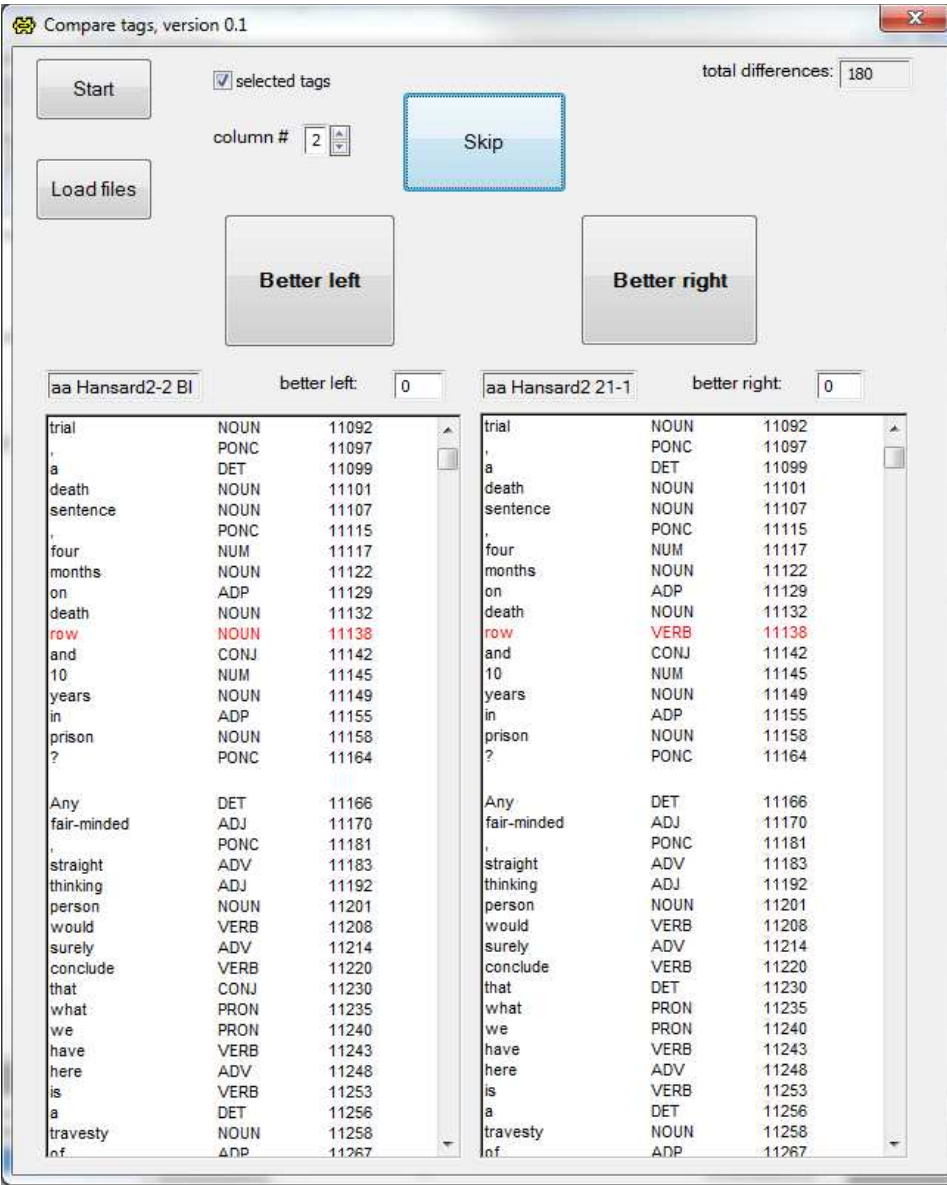 Compare tags, version 0.1
Start
selected tags
total differences: 180
column # 2
Skip
Load files
Better left
Better right
aa Hansard2-2 Bl better left: 0 aa Hansard2 21-1 better right: 0
trial NOUN 11092 trial NOUN 11092
, PONC 11097 , PONC 11097
a DET 11099 a DET 11099
death NOUN 11101 death NOUN 11101
sentence NOUN 11107 sentence NOUN 11107
, PONC 11115 , PONC 11115
four NUM 11117 four NUM 11117
months NOUN 11122 months NOUN 11122
on ADP 11129 on ADP 11129
death NOUN 11132 death NOUN 11132
row NOUN 11138 row VERB 11138
and CONJ 11142 and CONJ 11142
10 NUM 11145 10 NUM 11145
years NOUN 11149 years NOUN 11149
in ADP 11155 in ADP 11155
prison NOUN 11158 prison NOUN 11158
? PONC 11164 ? PONC 11164
Any DET 11166 Any DET 11166
fair-minded ADJ 11170 fair-minded ADJ 11170
, PONC 11181 , PONC 11181
straight ADV 11183 straight ADV 11183
thinking ADJ 11192 thinking ADJ 11192
person NOUN 11201 person NOUN 11201
would VERB 11208 would VERB 11208
surely ADV 11214 surely ADV 11214
conclude VERB 11220 conclude VERB 11220
that CONJ 11230 that DET 11230
what PRON 11235 what PRON 11235
we PRON 11240 we PRON 11240
have VERB 11243 have VERB 11243
here ADV 11248 here ADV 11248
is VERB 11253 is VERB 11253
a DET 11256 a DET 11256
travesty NOUN 11258 travesty NOUN 11258
of ADP 11267 of ADP 11267